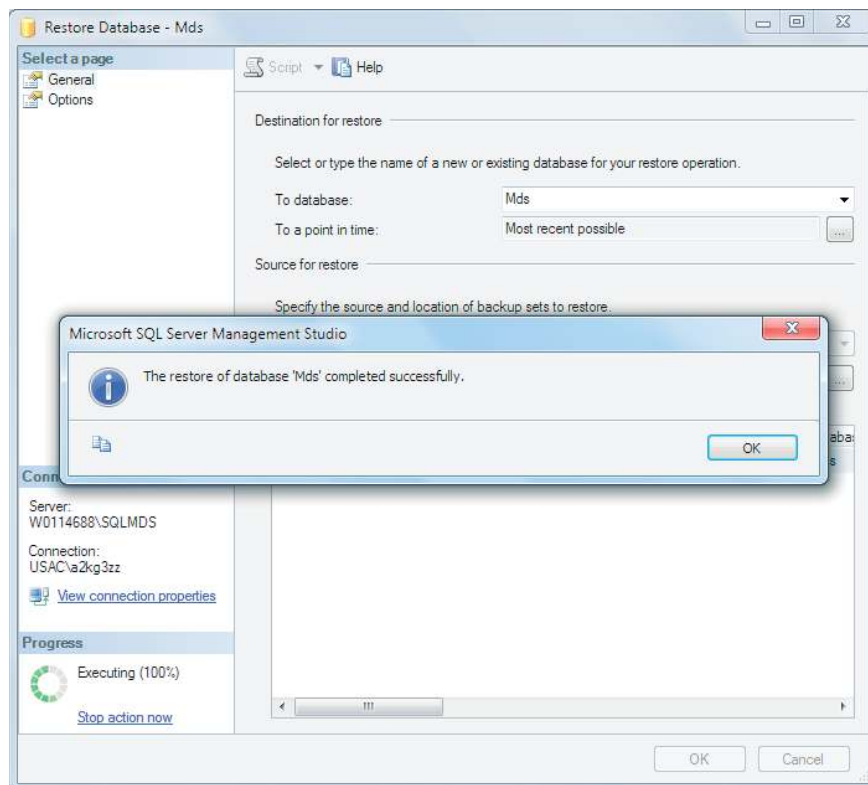 Restore Database - Mds
Select a page
General
Options
Script
Help
Destination for restore
Select or type the name of a new or existing database for your restore operation.
To database:
Mds
To a point in time:
Most recent possible
...
Source for restore
Specify the source and location of backup sets to restore.
...
Microsoft SQL Server Management Studio
The restore of database 'Mds' completed successfully.
OK
Server:
W0114688\SQLMDS
Connection:
USAC\a2kg3zz
View connection properties
Progress
Executing (100%)
Stop action now
OK
Cancel